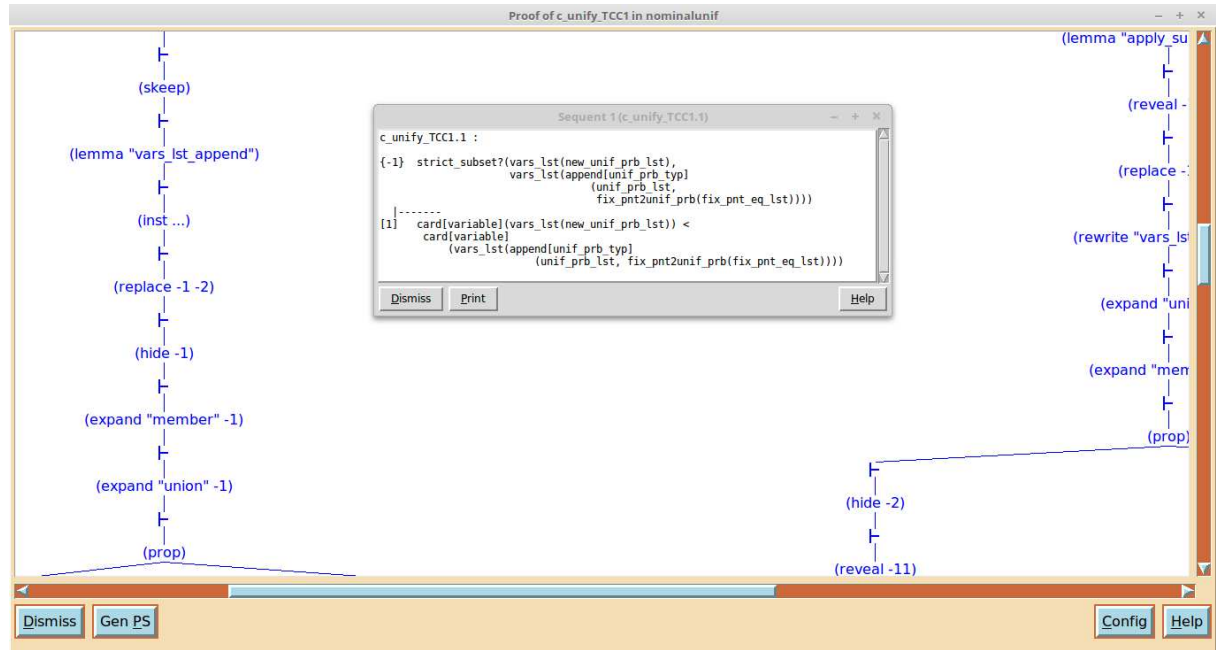 Proof of c_unify_TCC1 in nominalunif
(skeep)
(lemma "vars_lst_append")
(inst ...)
(replace -1 -2)
(hide -1)
(expand "member" -1)
(expand "union" -1)
(prop)
Sequent 1 (c_unify_TCC1.1)
c_unify_TCC1.1 :
{-1} strict_subset?(vars_lst(new_unif_prb_lst),
vars_lst(append[unif_prb_typ]
(unif_prb_lst,
fix_pnt2unif_prb(fix_pnt_eq_lst))))
|-------
[1] card[variable](vars_lst(new_unif_prb_lst)) <
card[variable]
(vars_lst(append[unif_prb_typ]
(unif_prb_lst, fix_pnt2unif_prb(fix_pnt_eq_lst))))
Dismiss Print Help
(lemma "apply_su
(reveal -
(replace -
(rewrite "vars_ls
(expand "uni
(expand "mem
(prop)
(hide -2)
(reveal -11)
Dismiss Gen PS Config Help